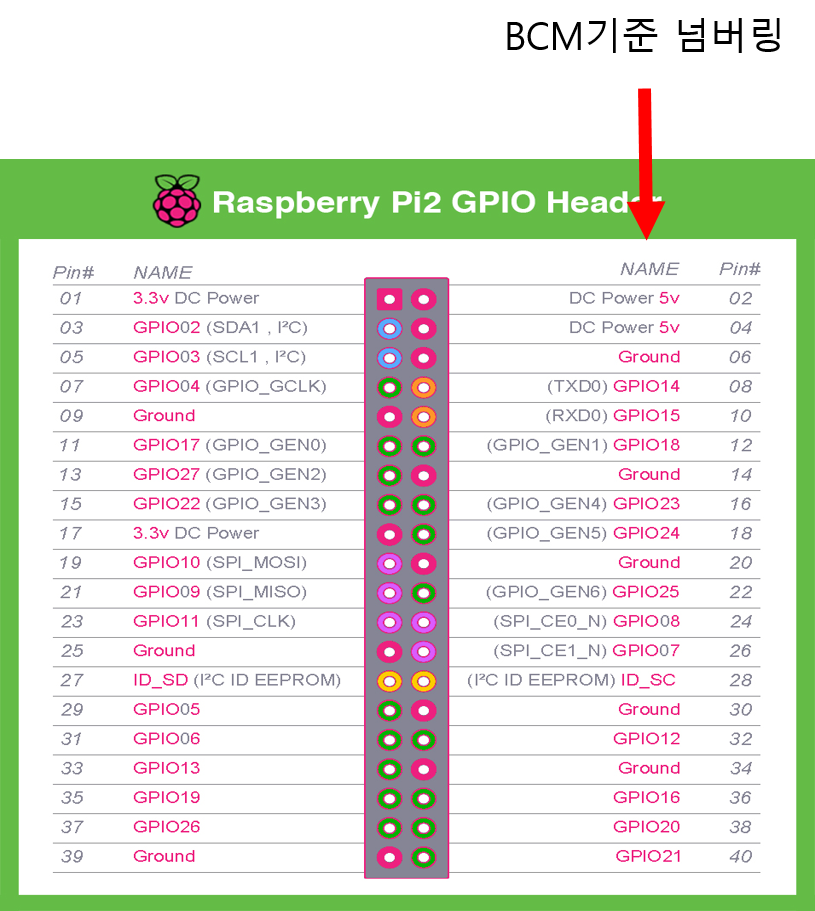 BCM기준 넘버링
Raspberry Pi2 GPIO Header
Pin# NAME NAME Pin#
01 3.3v DC Power DC Power 5v 02
03 GPIO02 (SDA1 , I²C) DC Power 5v 04
05 GPIO03 (SCL1 , I²C) Ground 06
07 GPIO04 (GPIO_GCLK) (TXD0) GPIO14 08
09 Ground (RXD0) GPIO15 10
11 GPIO17 (GPIO_GEN0) (GPIO_GEN1) GPIO18 12
13 GPIO27 (GPIO_GEN2) Ground 14
15 GPIO22 (GPIO_GEN3) (GPIO_GEN4) GPIO23 16
17 3.3v DC Power (GPIO_GEN5) GPIO24 18
19 GPIO10 (SPI_MOSI) Ground 20
21 GPIO09 (SPI_MISO) (GPIO_GEN6) GPIO25 22
23 GPIO11 (SPI_CLK) (SPI_CE0_N) GPIO08 24
25 Ground (SPI_CE1_N) GPIO07 26
27 ID_SD (I²C ID EEPROM) (I²C ID EEPROM) ID_SC 28
29 GPIO05 Ground 30
31 GPIO06 GPIO12 32
33 GPIO13 Ground 34
35 GPIO19 GPIO16 36
37 GPIO26 GPIO20 38
39 Ground GPIO21 40